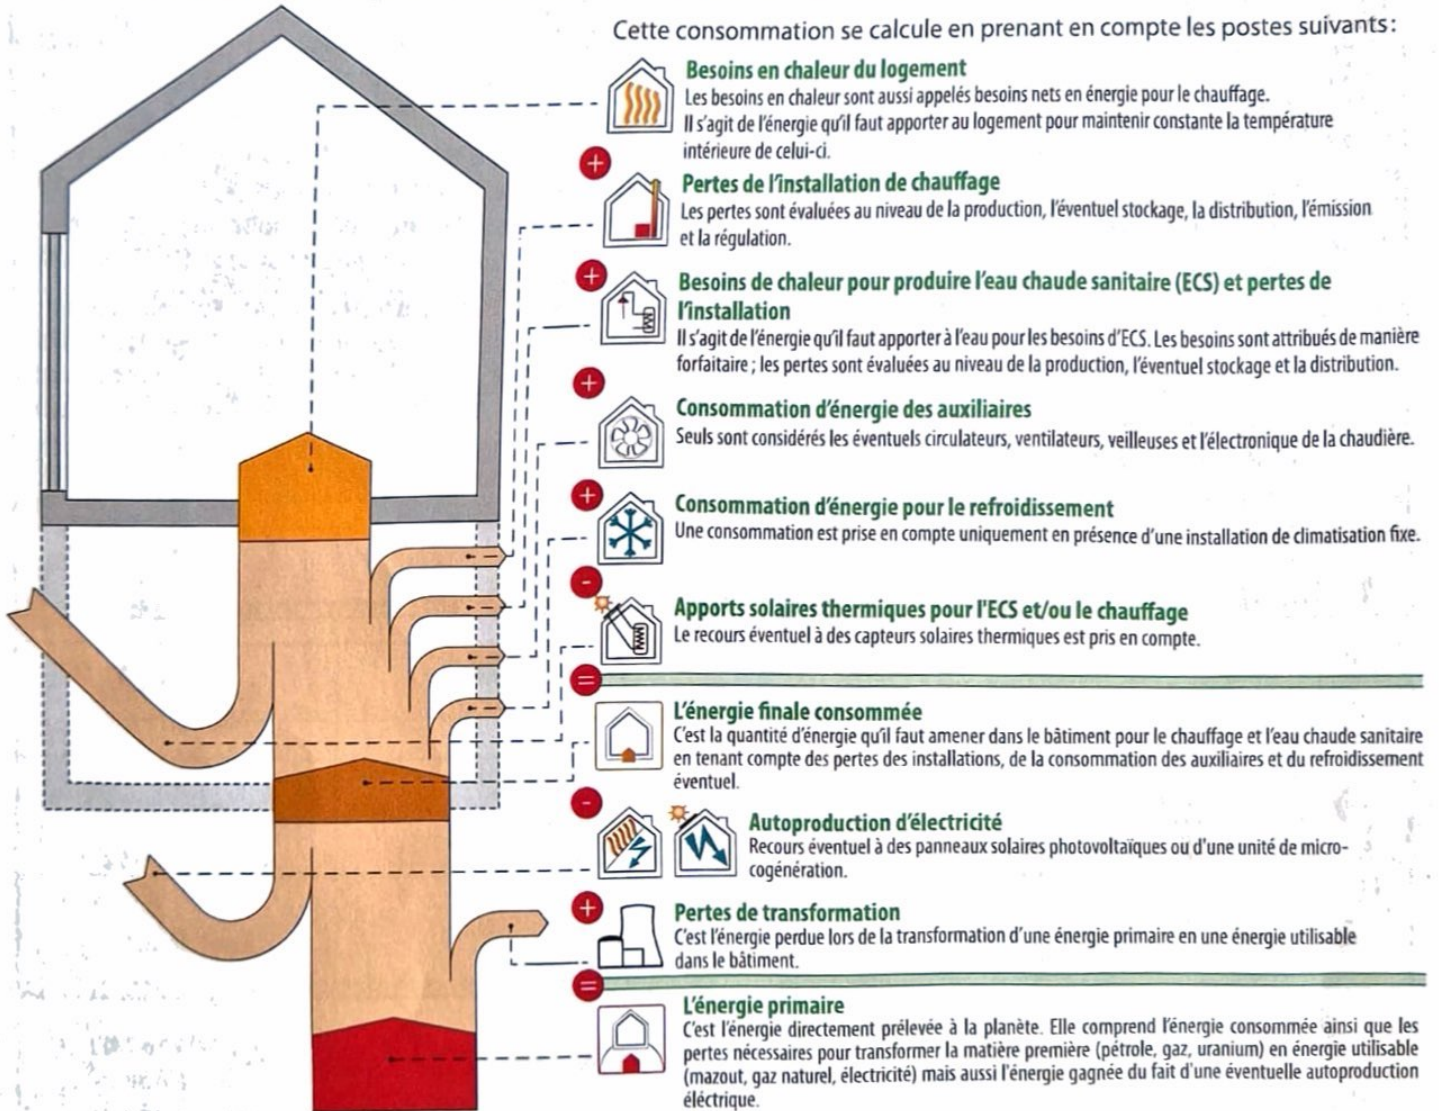 Cette consommation se calcule en prenant en compte les postes suivants :
Besoins en chaleur du logement
Les besoins en chaleur sont aussi appelés besoins nets en énergie pour le chauffage.
Il s'agit de l'énergie qu'il faut apporter au logement pour maintenir constante la température
intérieure de celui-ci.
+
Pertes de l'installation de chauffage
Les pertes sont évaluées au niveau de la production, l'éventuel stockage, la distribution, l'émission
et la régulation.
+
Besoins de chaleur pour produire l'eau chaude sanitaire (ECS) et pertes de
l'installation
Il s'agit de l'énergie qu'il faut apporter à l'eau pour les besoins d'ECS. Les besoins sont attribués de manière
forfaitaire ; les pertes sont évaluées au niveau de la production, l'éventuel stockage et la distribution.
+
Consommation d'énergie des auxiliaires
Seuls sont considérés les éventuels circulateurs, ventilateurs, veilleuses et l'électronique de la chaudière.
+
Consommation d'énergie pour le refroidissement
Une consommation est prise en compte uniquement en présence d'une installation de climatisation fixe.
-
Apports solaires thermiques pour l'ECS et/ou le chauffage
Le recours éventuel à des capteurs solaires thermiques est pris en compte.
=
L'énergie finale consommée
C'est la quantité d'énergie qu'il faut amener dans le bâtiment pour le chauffage et l'eau chaude sanitaire
en tenant compte des pertes des installations, de la consommation des auxiliaires et du refroidissement
éventuel.
-
Autoproduction d'électricité
Recours éventuel à des panneaux solaires photovoltaïques ou d'une unité de micro-
cogénération.
+
Pertes de transformation
C'est l'énergie perdue lors de la transformation d'une énergie primaire en une énergie utilisable
dans le bâtiment.
=
L'énergie primaire
C'est l'énergie directement prélevée à la planète. Elle comprend l'énergie consommée ainsi que les
pertes nécessaires pour transformer la matière première (pétrole, gaz, uranium) en énergie utilisable
(mazout, gaz naturel, électricité) mais aussi l'énergie gagnée du fait d'une éventuelle autoproduction
éléctrique.